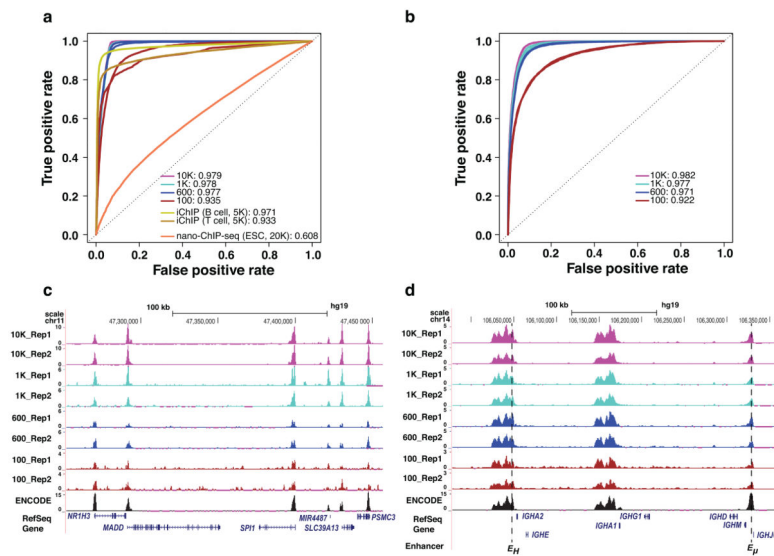 a
True positive rate
1.0
0.8
0.6
0.4
0.2
0.0
10K: 0.979
1K: 0.978
600: 0.977
100: 0.935
iChIP (B cell, 5K): 0.971
iChIP (T cell, 5K): 0.933
nano-ChIP-seq (ESC, 20K): 0.608
0.0 0.2 0.4 0.6 0.8 1.0
False positive rate
b
True positive rate
1.0
0.8
0.6
0.4
0.2
0.0
10K: 0.982
1K: 0.977
600: 0.971
100: 0.922
0.0 0.2 0.4 0.6 0.8 1.0
False positive rate
c
scale 100 kb hg19
chr11 47,300,000 47,350,000 47,400,000 47,450,000
10K_Rep1
10K_Rep2
1K_Rep1
1K_Rep2
600_Rep1
600_Rep2
100_Rep1
100_Rep2
ENCODE
RefSeq Gene
NR1H3 MIR4487 PSMC3
MADD SPI1 SLC39A13
d
scale 100 kb hg19
chr14 106,050,000 106,100,000 106,150,000 106,200,000 106,250,000 106,300,000 106,350,000
10K_Rep1
10K_Rep2
1K_Rep1
1K_Rep2
600_Rep1
600_Rep2
100_Rep1
100_Rep2
ENCODE
RefSeq Gene
IGHA2 IGHG1 IGHD
IGHE IGHA1 IGHM IGHJ
Enhancer EH Eμ